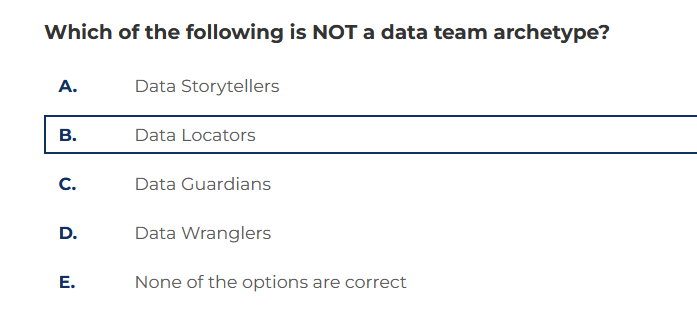 Which of the following is NOT a data team archetype?
A. Data Storytellers
B. Data Locators
C. Data Guardians
D. Data Wranglers
E. None of the options are correct